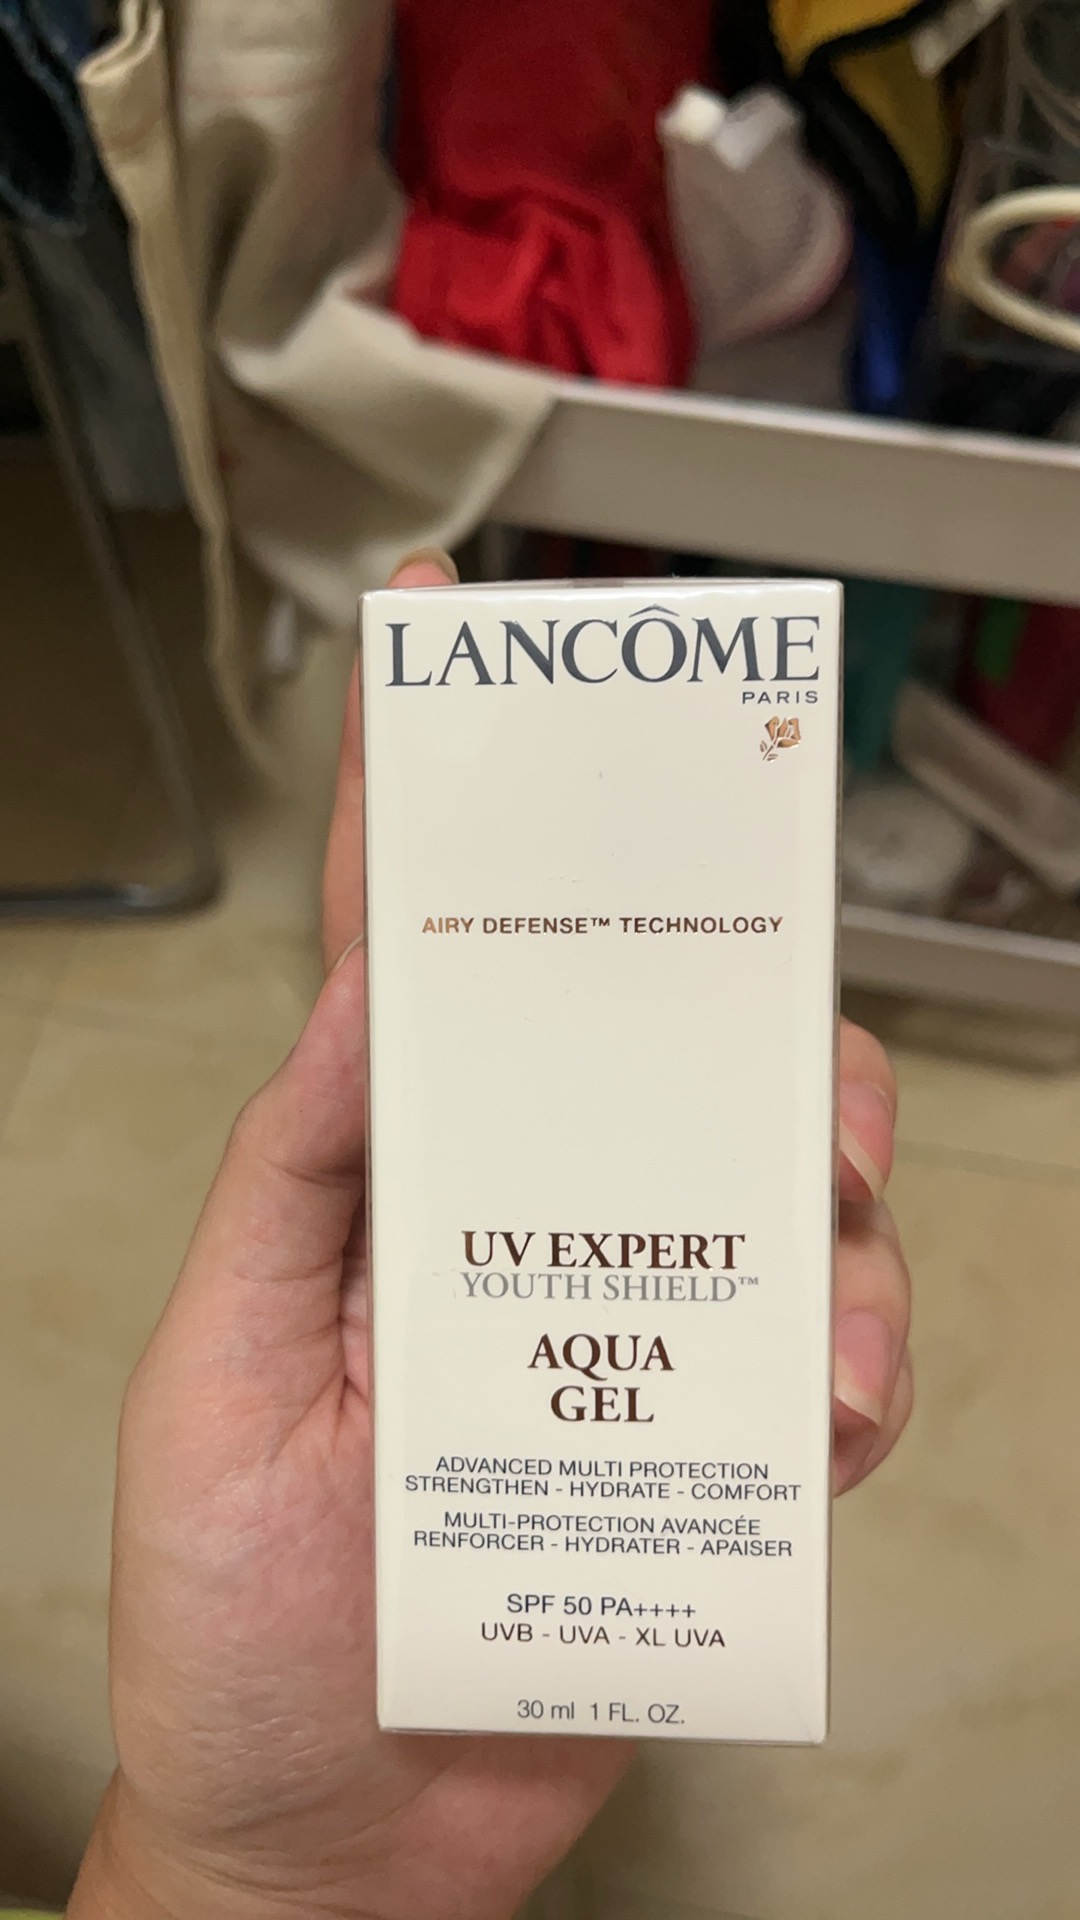 LANCÔME
PARIS
AIRY DEFENSE™ TECHNOLOGY
UV EXPERT
YOUTH SHIELD™
AQUA
GEL
ADVANCED MULTI PROTECTION
STRENGTHEN - HYDRATE - COMFORT
MULTI-PROTECTION AVANCÉE
RENFORCER - HYDRATER - APAISER
SPF 50 PA++++
UVB - UVA - XL UVA
30 ml 1 FL. OZ.